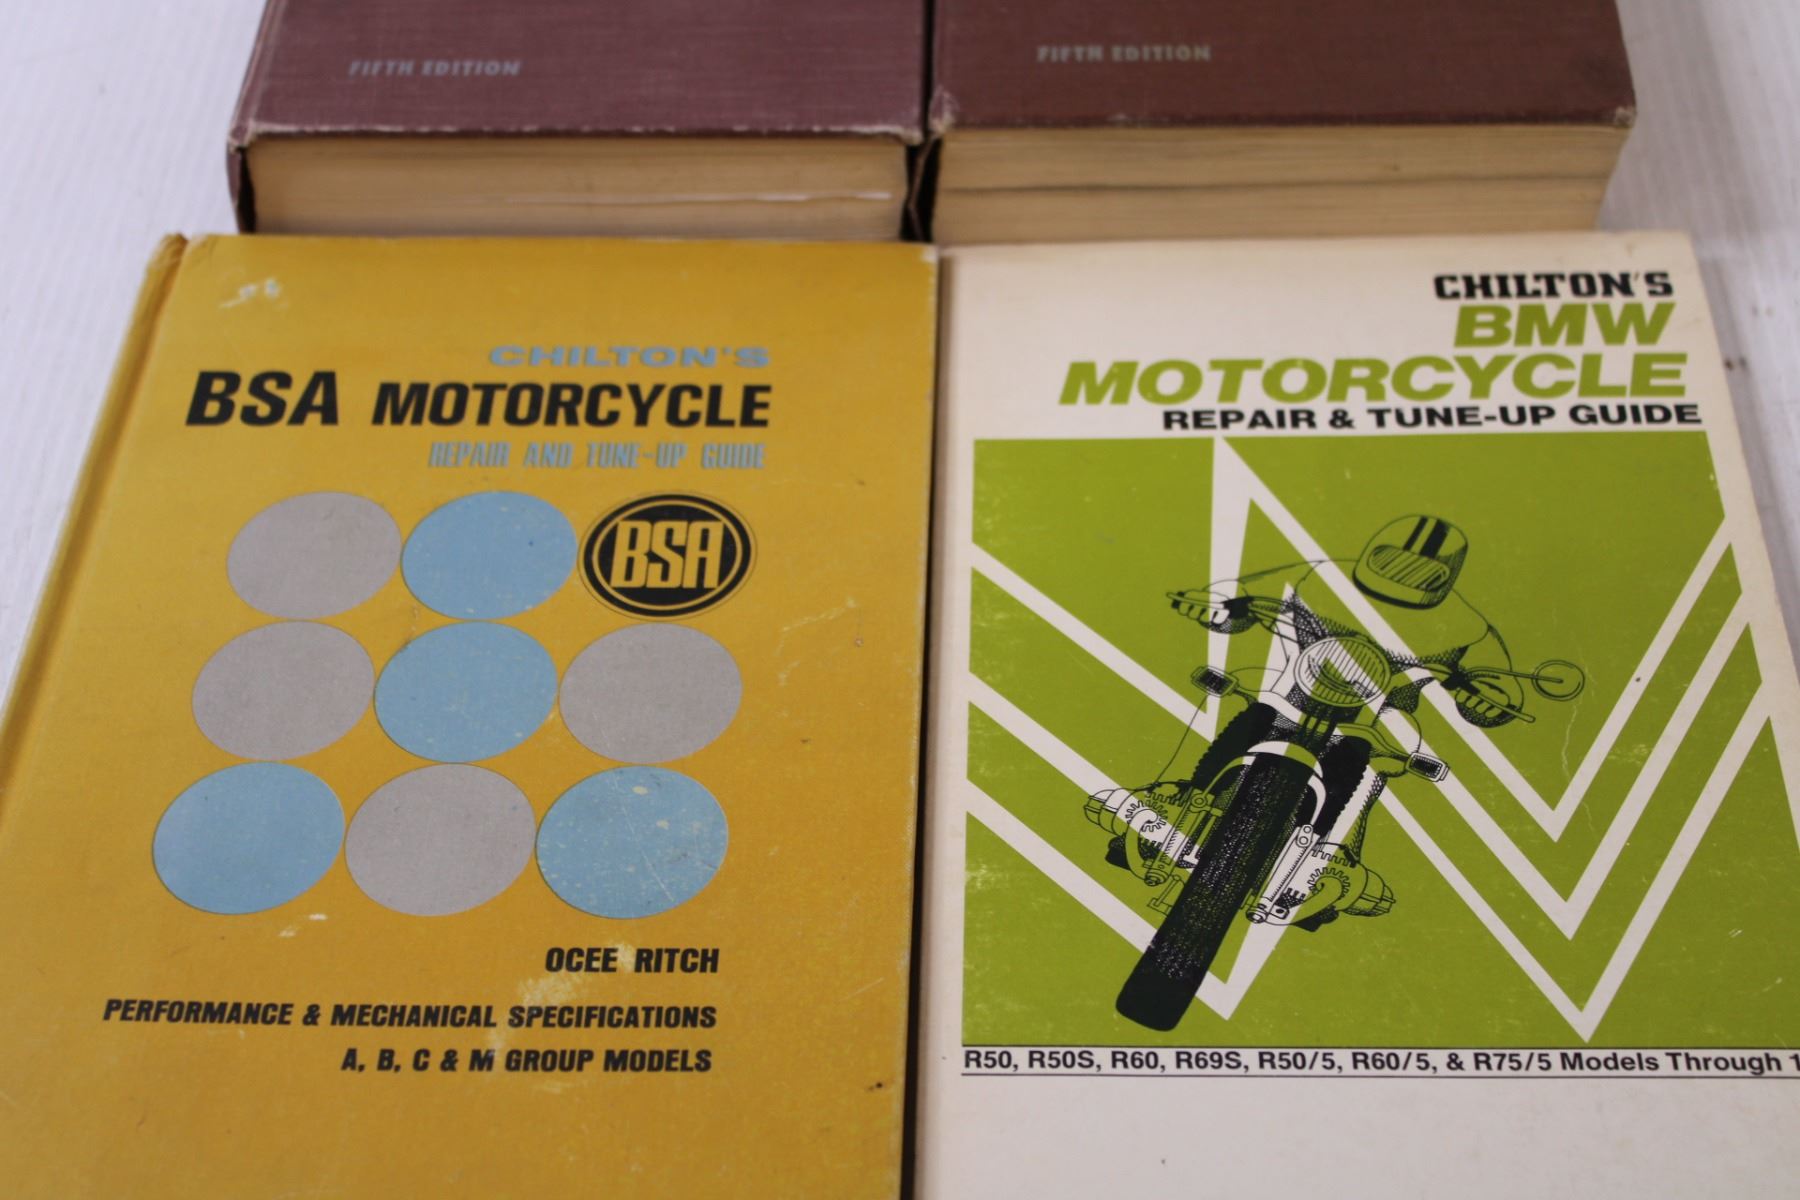 FIFTH EDITION
FIFTH EDITION
CHILTON'S
BSA MOTORCYCLE
REPAIR AND TUNE-UP GUIDE
BSA
OCEE RITCH
PERFORMANCE & MECHANICAL SPECIFICATIONS
A, B, C & M GROUP MODELS
CHILTON'S
BMW
MOTORCYCLE
REPAIR & TUNE-UP GUIDE
R50, R50S, R60, R69S, R50/5, R60/5, & R75/5 Models Through 1